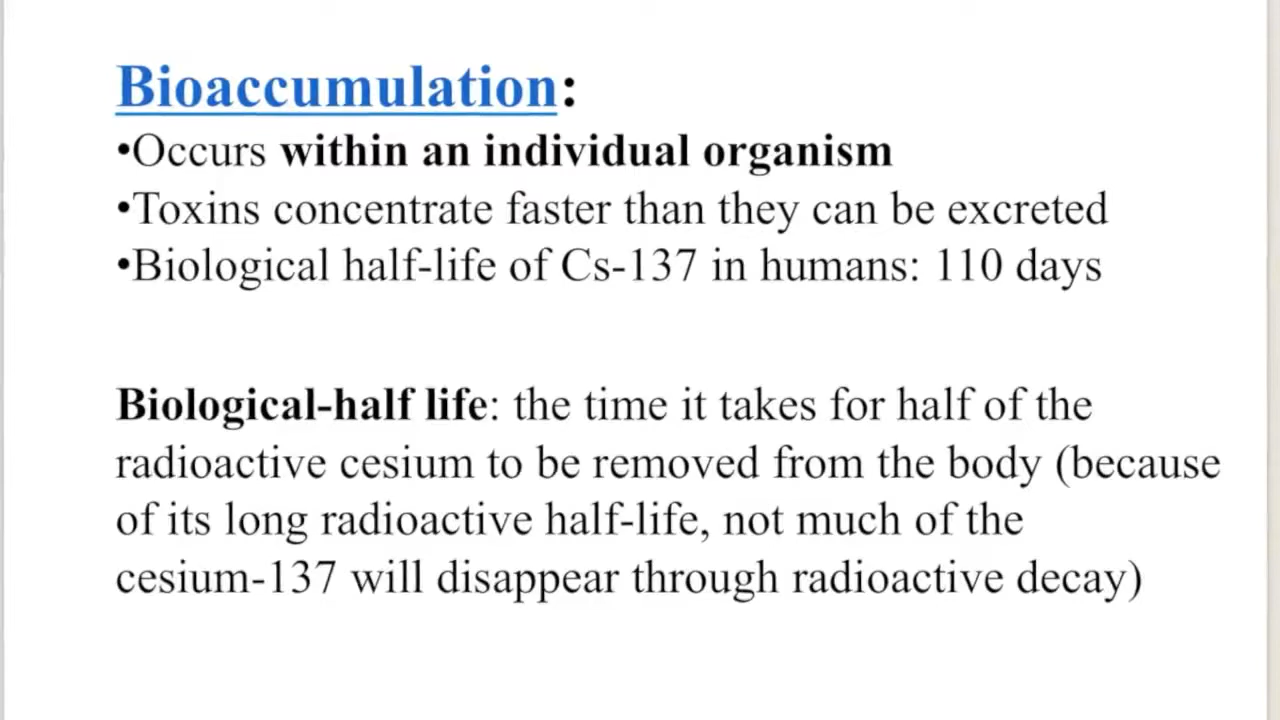 Bioaccumulation:
•Occurs within an individual organism
•Toxins concentrate faster than they can be excreted
•Biological half-life of Cs-137 in humans: 110 days
Biological-half life: the time it takes for half of the
radioactive cesium to be removed from the body (because
of its long radioactive half-life, not much of the
cesium-137 will disappear through radioactive decay)